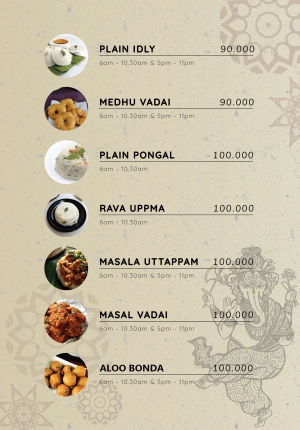 PLAIN IDLY 90.000
6am - 10.30am & 5pm - 11pm
MEDHU VADAI 90.000
6am - 10.30am & 5pm - 11pm
PLAIN PONGAL 100.000
6am - 10.30am
RAVA UPPMA 100.000
6am - 10.30am
MASALA UTTAPPAM 100.000
6am - 10.30am & 5pm - 11pm
MASAL VADAI 100.000
6am - 10.30am & 5pm - 11pm
ALOO BONDA 100.000
6am - 10.30am & 5pm - 11pm